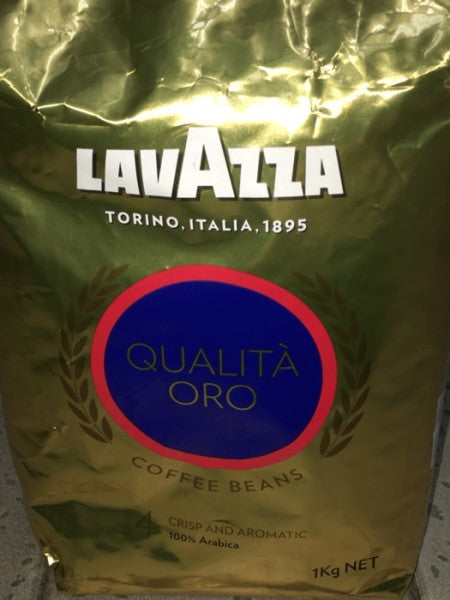 LAVAZZA
TORINO, ITALIA, 1895
QUALITÀ
ORO
COFFEE BEANS
4 CRISP AND AROMATIC
100% Arabica
1Kg NET